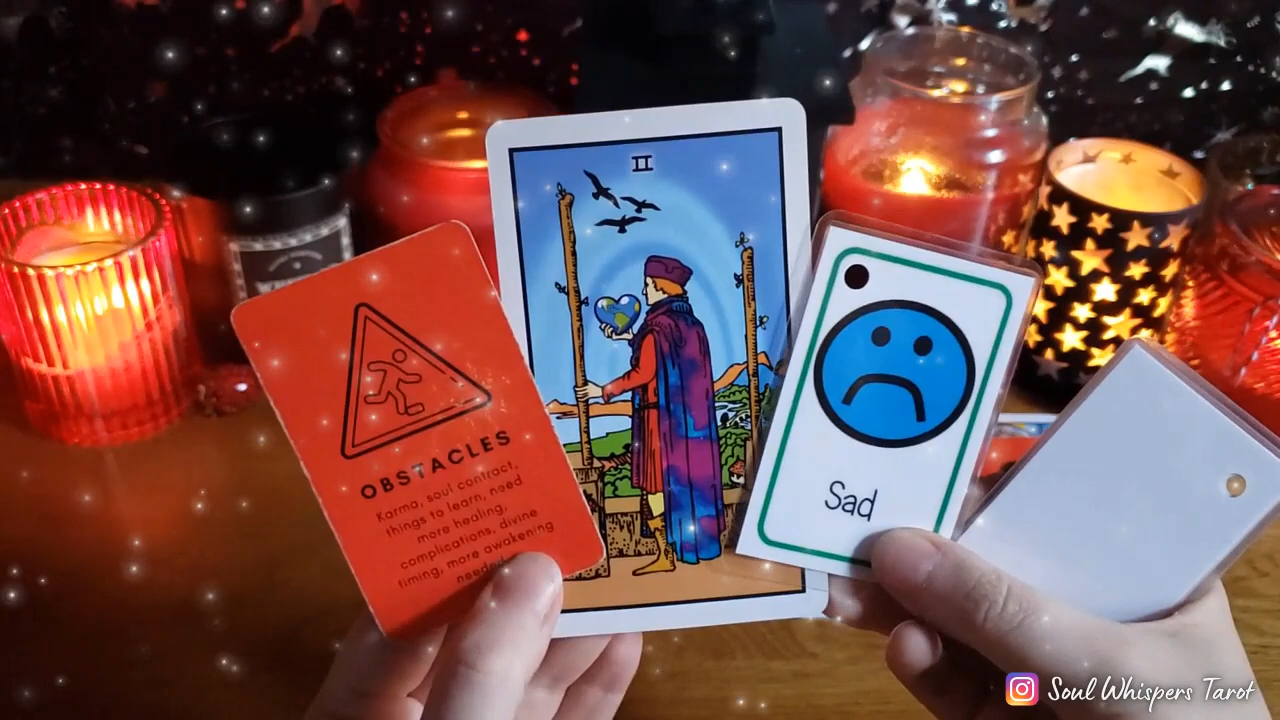 II
OBSTACLES
Karma, soul contract,
things to learn, need
more healing,
complications, divine
timing, more awakening
needed
Sad
Soul Whispers Tarot